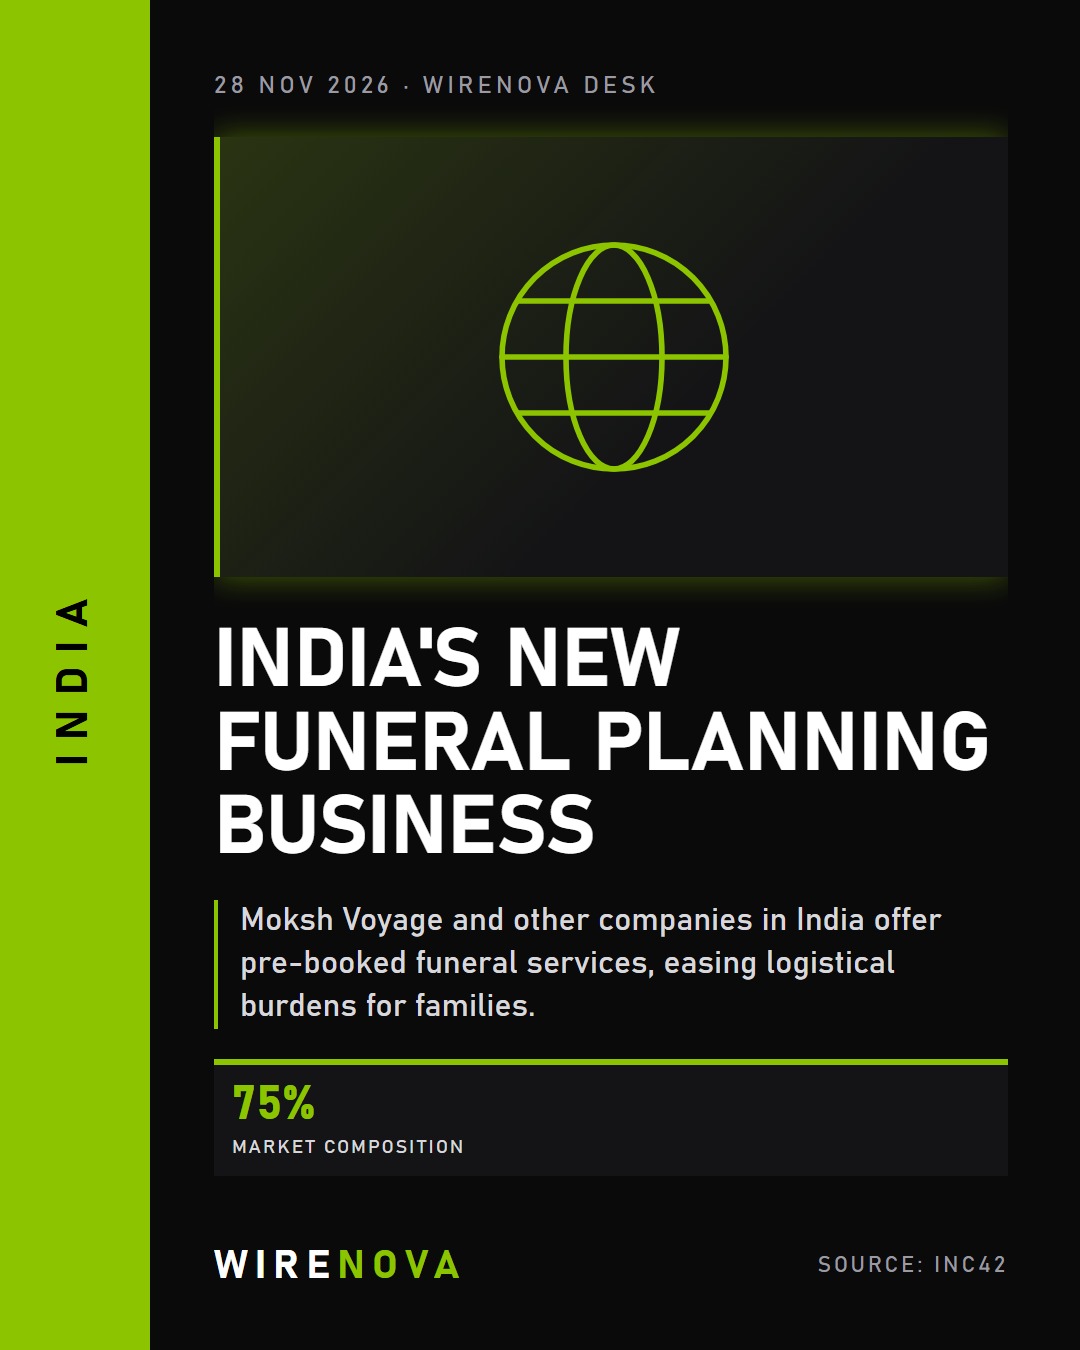 28 NOV 2026 · WIRENOVA DESK
INDIA
INDIA'S NEW
FUNERAL PLANNING
BUSINESS
Moksh Voyage and other companies in India offer
pre-booked funeral services, easing logistical
burdens for families.
75%
MARKET COMPOSITION
WIRENOVA
SOURCE: INC42